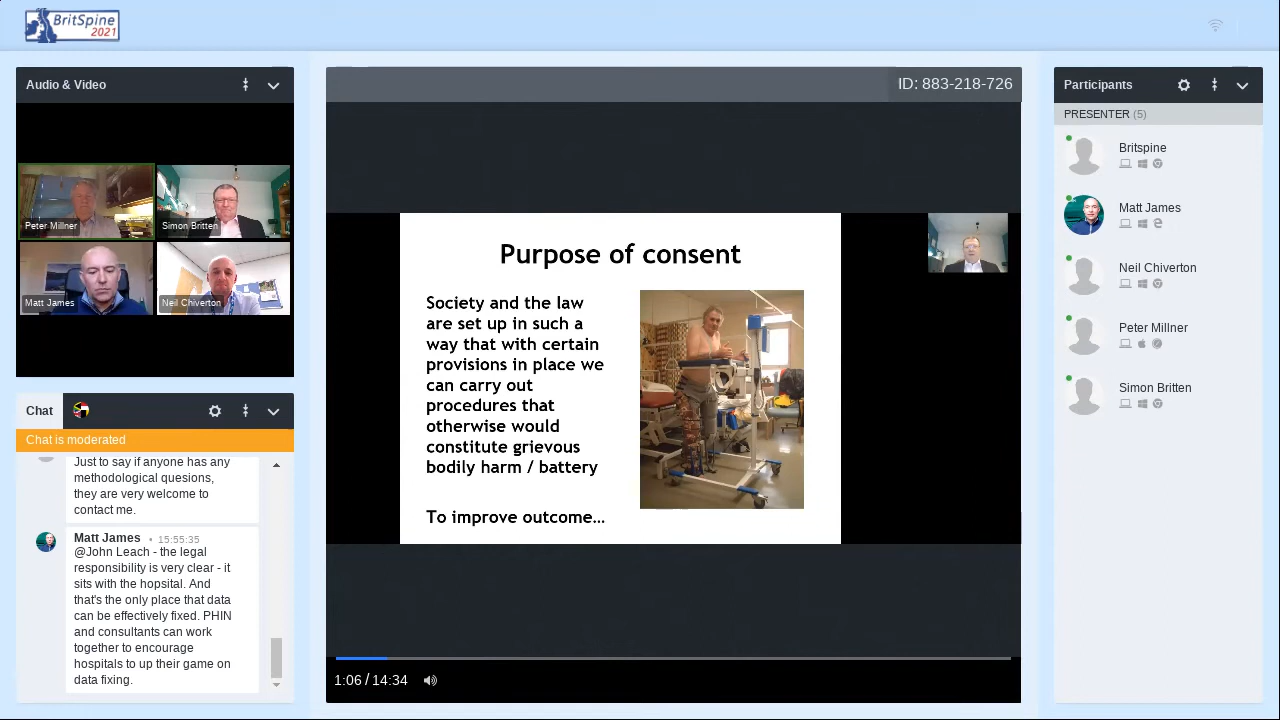 BritSpine
2021
Audio & Video
Peter Millner
Simon Britten
Matt James
Neil Chiverton
Chat
Chat is moderated
Just to say if anyone has any
methodological quesions,
they are very welcome to
contact me.
Matt James • 15:55:35
@John Leach - the legal
responsibility is very clear - it
sits with the hopsital. And
that's the only place that data
can be effectively fixed. PHIN
and consultants can work
together to encourage
hospitals to up their game on
data fixing.
ID: 883-218-726
Purpose of consent
Society and the law
are set up in such a
way that with certain
provisions in place we
can carry out
procedures that
otherwise would
constitute grievous
bodily harm / battery
To improve outcome…
1:06 / 14:34
Participants
PRESENTER (5)
Britspine
Matt James
Neil Chiverton
Peter Millner
Simon Britten